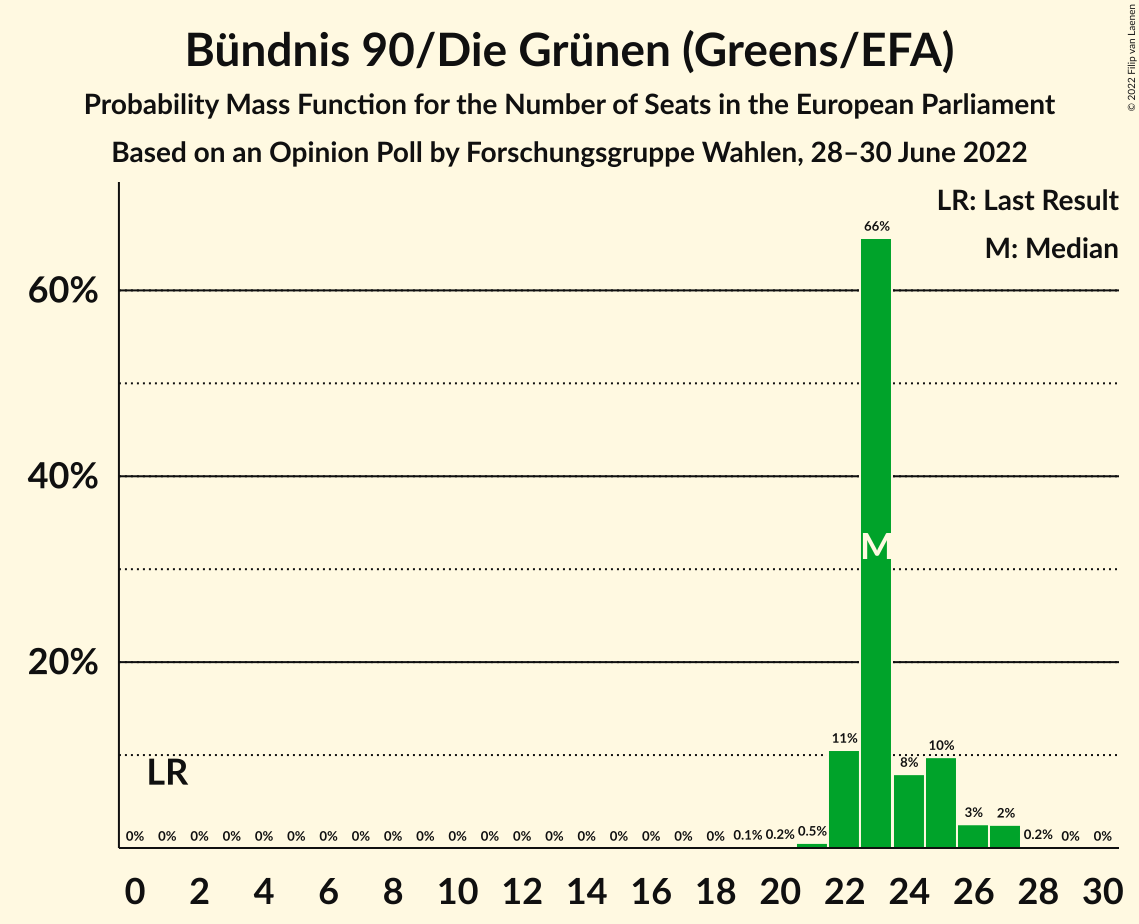 Bündnis 90/Die Grünen (Greens/EFA)
Probability Mass Function for the Number of Seats in the European Parliament
Based on an Opinion Poll by Forschungsgruppe Wahlen, 28–30 June 2022
© 2022 Filip van Laenen
LR: Last Result
M: Median
66%
60%
40%
M
20%
11%
10%
8%
LR
3%
2%
0% 0% 0% 0% 0% 0% 0% 0% 0% 0% 0% 0% 0% 0% 0% 0% 0% 0% 0% 0.1% 0.2% 0.5% 0.2% 0% 0%
0 2 4 6 8 10 12 14 16 18 20 22 24 26 28 30